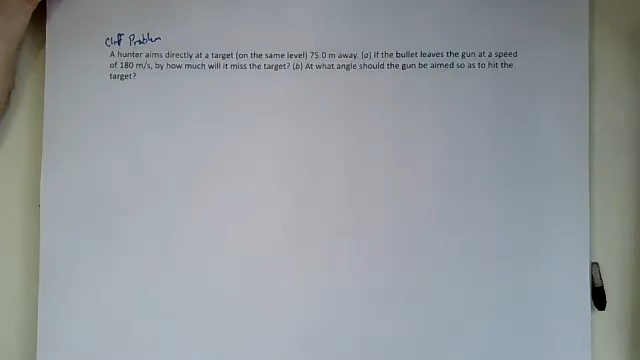 Cliff Problem
A hunter aims directly at a target (on the same level) 75.0 m away. (a) If the bullet leaves the gun at a speed
of 180 m/s, by how much will it miss the target? (b) At what angle should the gun be aimed so as to hit the
target?